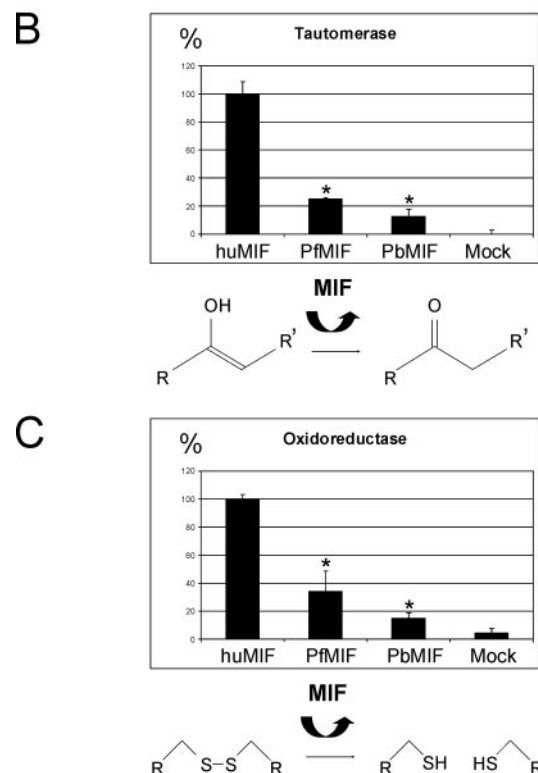 B
Tautomerase
%
120
100
80
60
40
20
0
* *
huMIF PfMIF PbMIF Mock
MIF
OH
R R'
O
R R'
C
Oxidoreductase
%
120
100
80
60
40
20
0
* *
huMIF PfMIF PbMIF Mock
MIF
R S-S R
R SH HS R